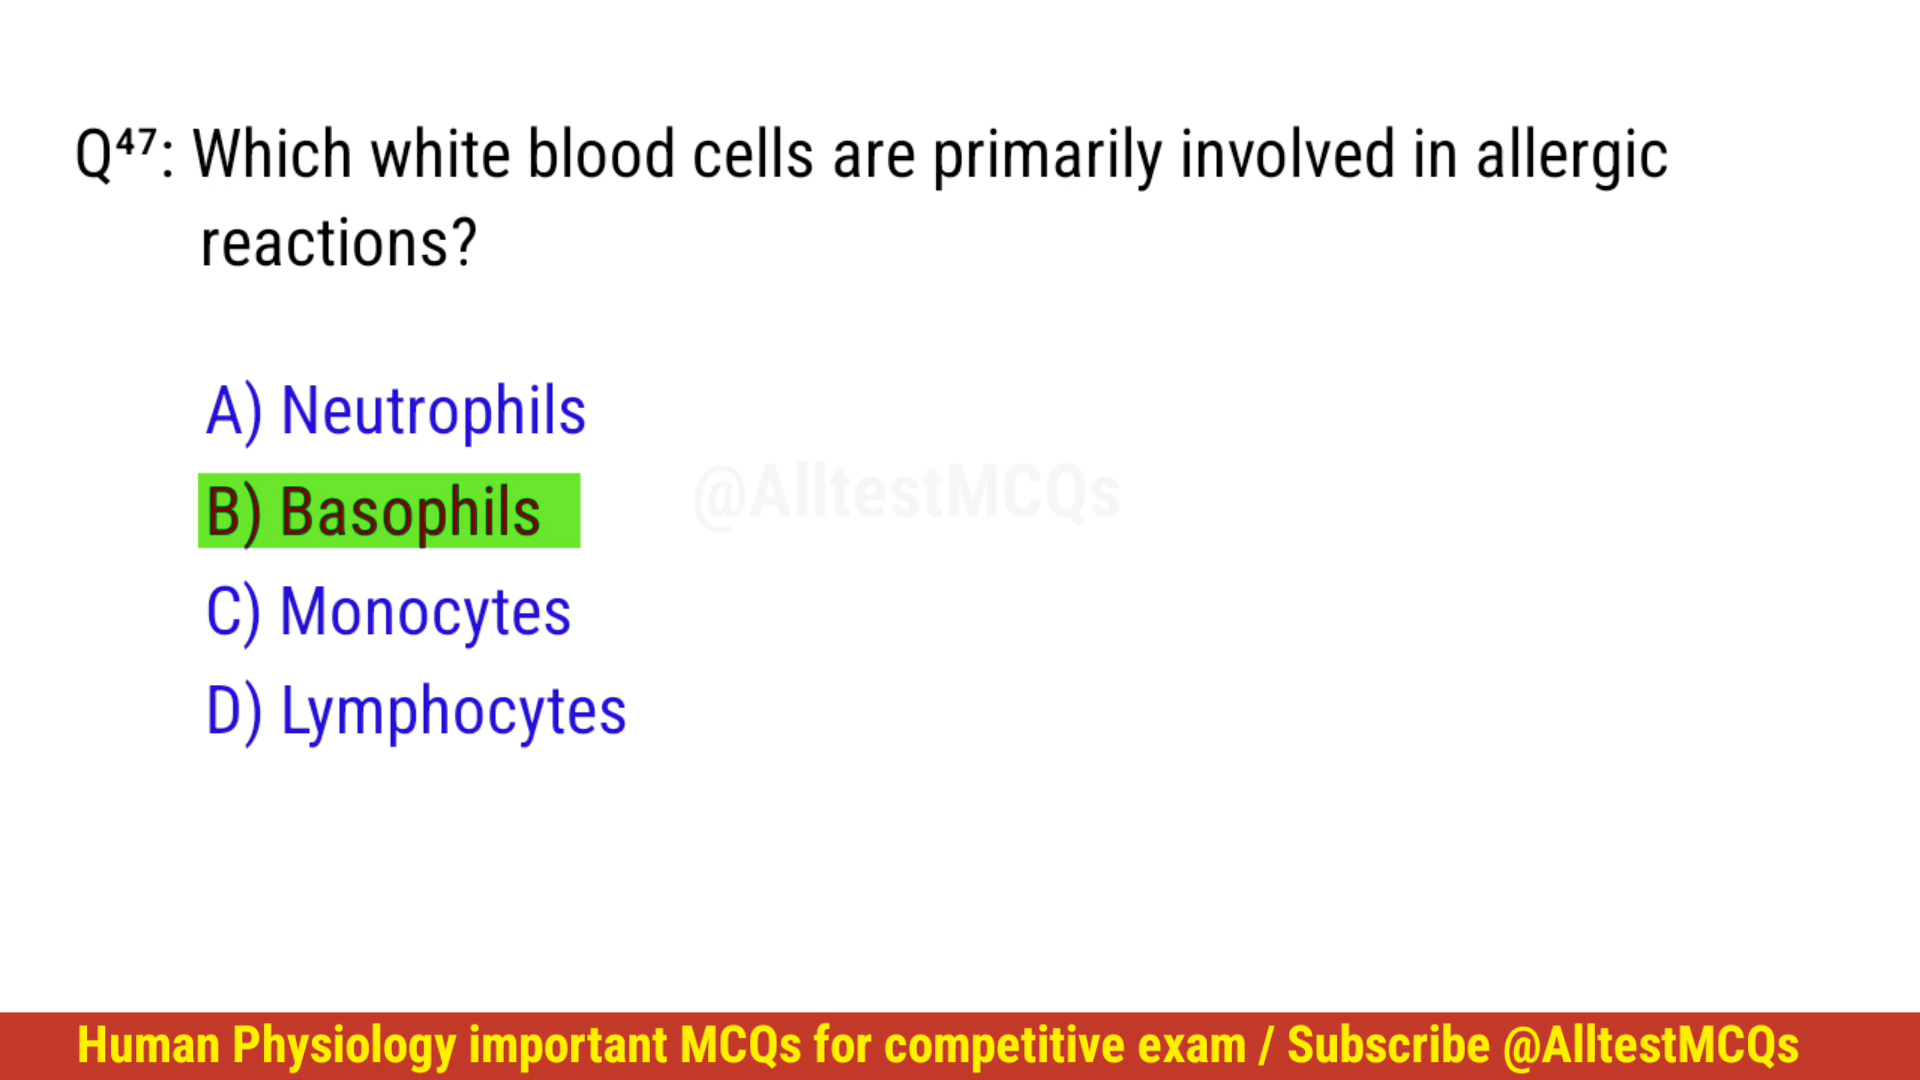 Q⁴⁷: Which white blood cells are primarily involved in allergic
reactions?
A) Neutrophils
B) Basophils
@AlltestMCQs
C) Monocytes
D) Lymphocytes
Human Physiology important MCQs for competitive exam / Subscribe @AlltestMCQs